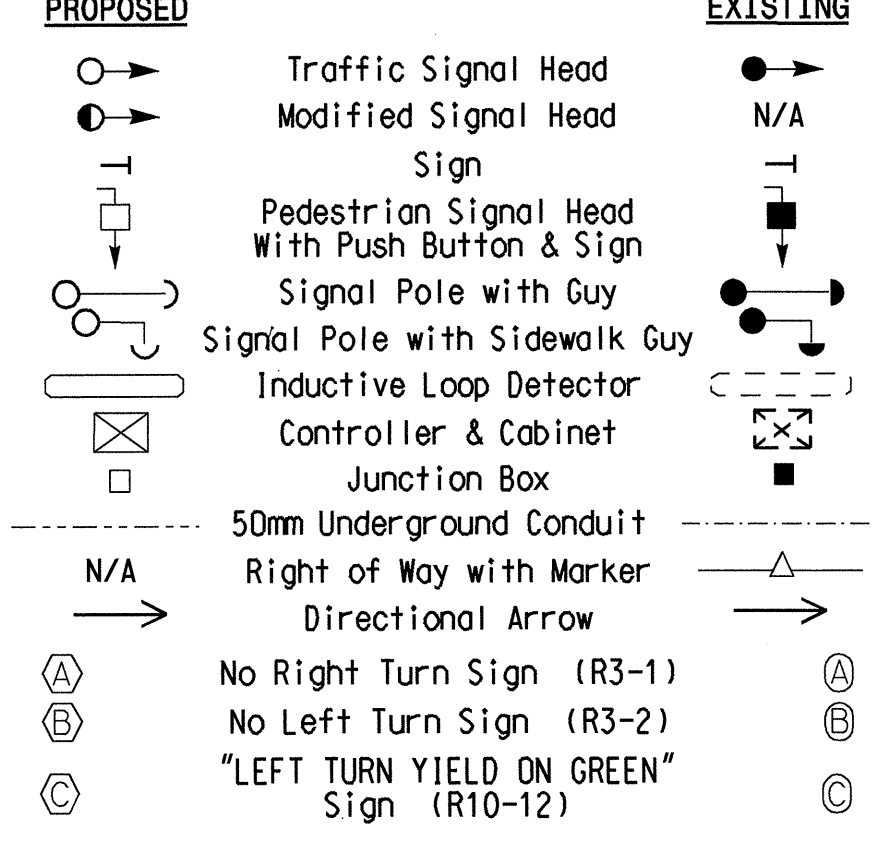 PROPOSED EXISTING
Traffic Signal Head
Modified Signal Head N/A
Sign
Pedestrian Signal Head
With Push Button & Sign
Signal Pole with Guy
Signal Pole with Sidewalk Guy
Inductive Loop Detector
Controller & Cabinet
Junction Box
50mm Underground Conduit
N/A Right of Way with Marker
Directional Arrow
A No Right Turn Sign (R3-1) A
B No Left Turn Sign (R3-2) B
"LEFT TURN YIELD ON GREEN"
C Sign (R10-12) C